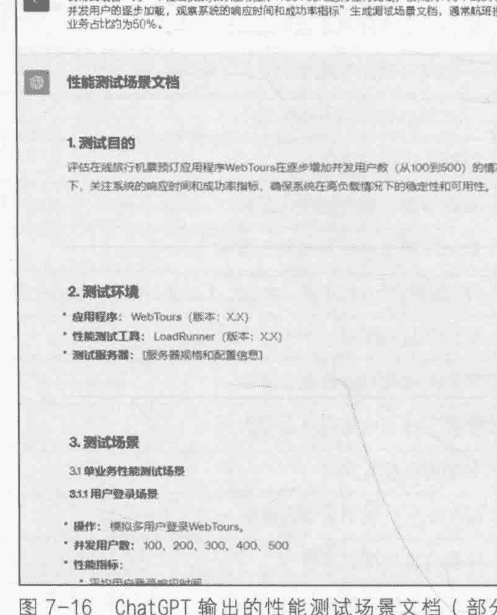 并发用户的逐步加载，观察系统的响应时间和成功率指标”生成测试场景文档，通常航班
业务占比约为50%。
性能测试场景文档
1. 测试目的
评估在线旅行机票预订应用程序WebTours在逐步增加并发用户数（从100到500）的情
下，关注系统的响应时间和成功率指标，确保系统在高负载情况下的稳定性和可用性。
2. 测试环境
* 应用程序：WebTours（版本：X.X）
* 性能测试工具：LoadRunner（版本：X.X）
* 测试服务器：[服务器规格和配置信息]
3. 测试场景
3.1 单业务性能测试场景
3.1.1 用户登录场景
* 操作：模拟多用户登录WebTours。
* 并发用户数：100、200、300、400、500
* 性能指标：
* 平均用户登录响应时间
图 7-16 ChatGPT 输出的性能测试场景文档（部分